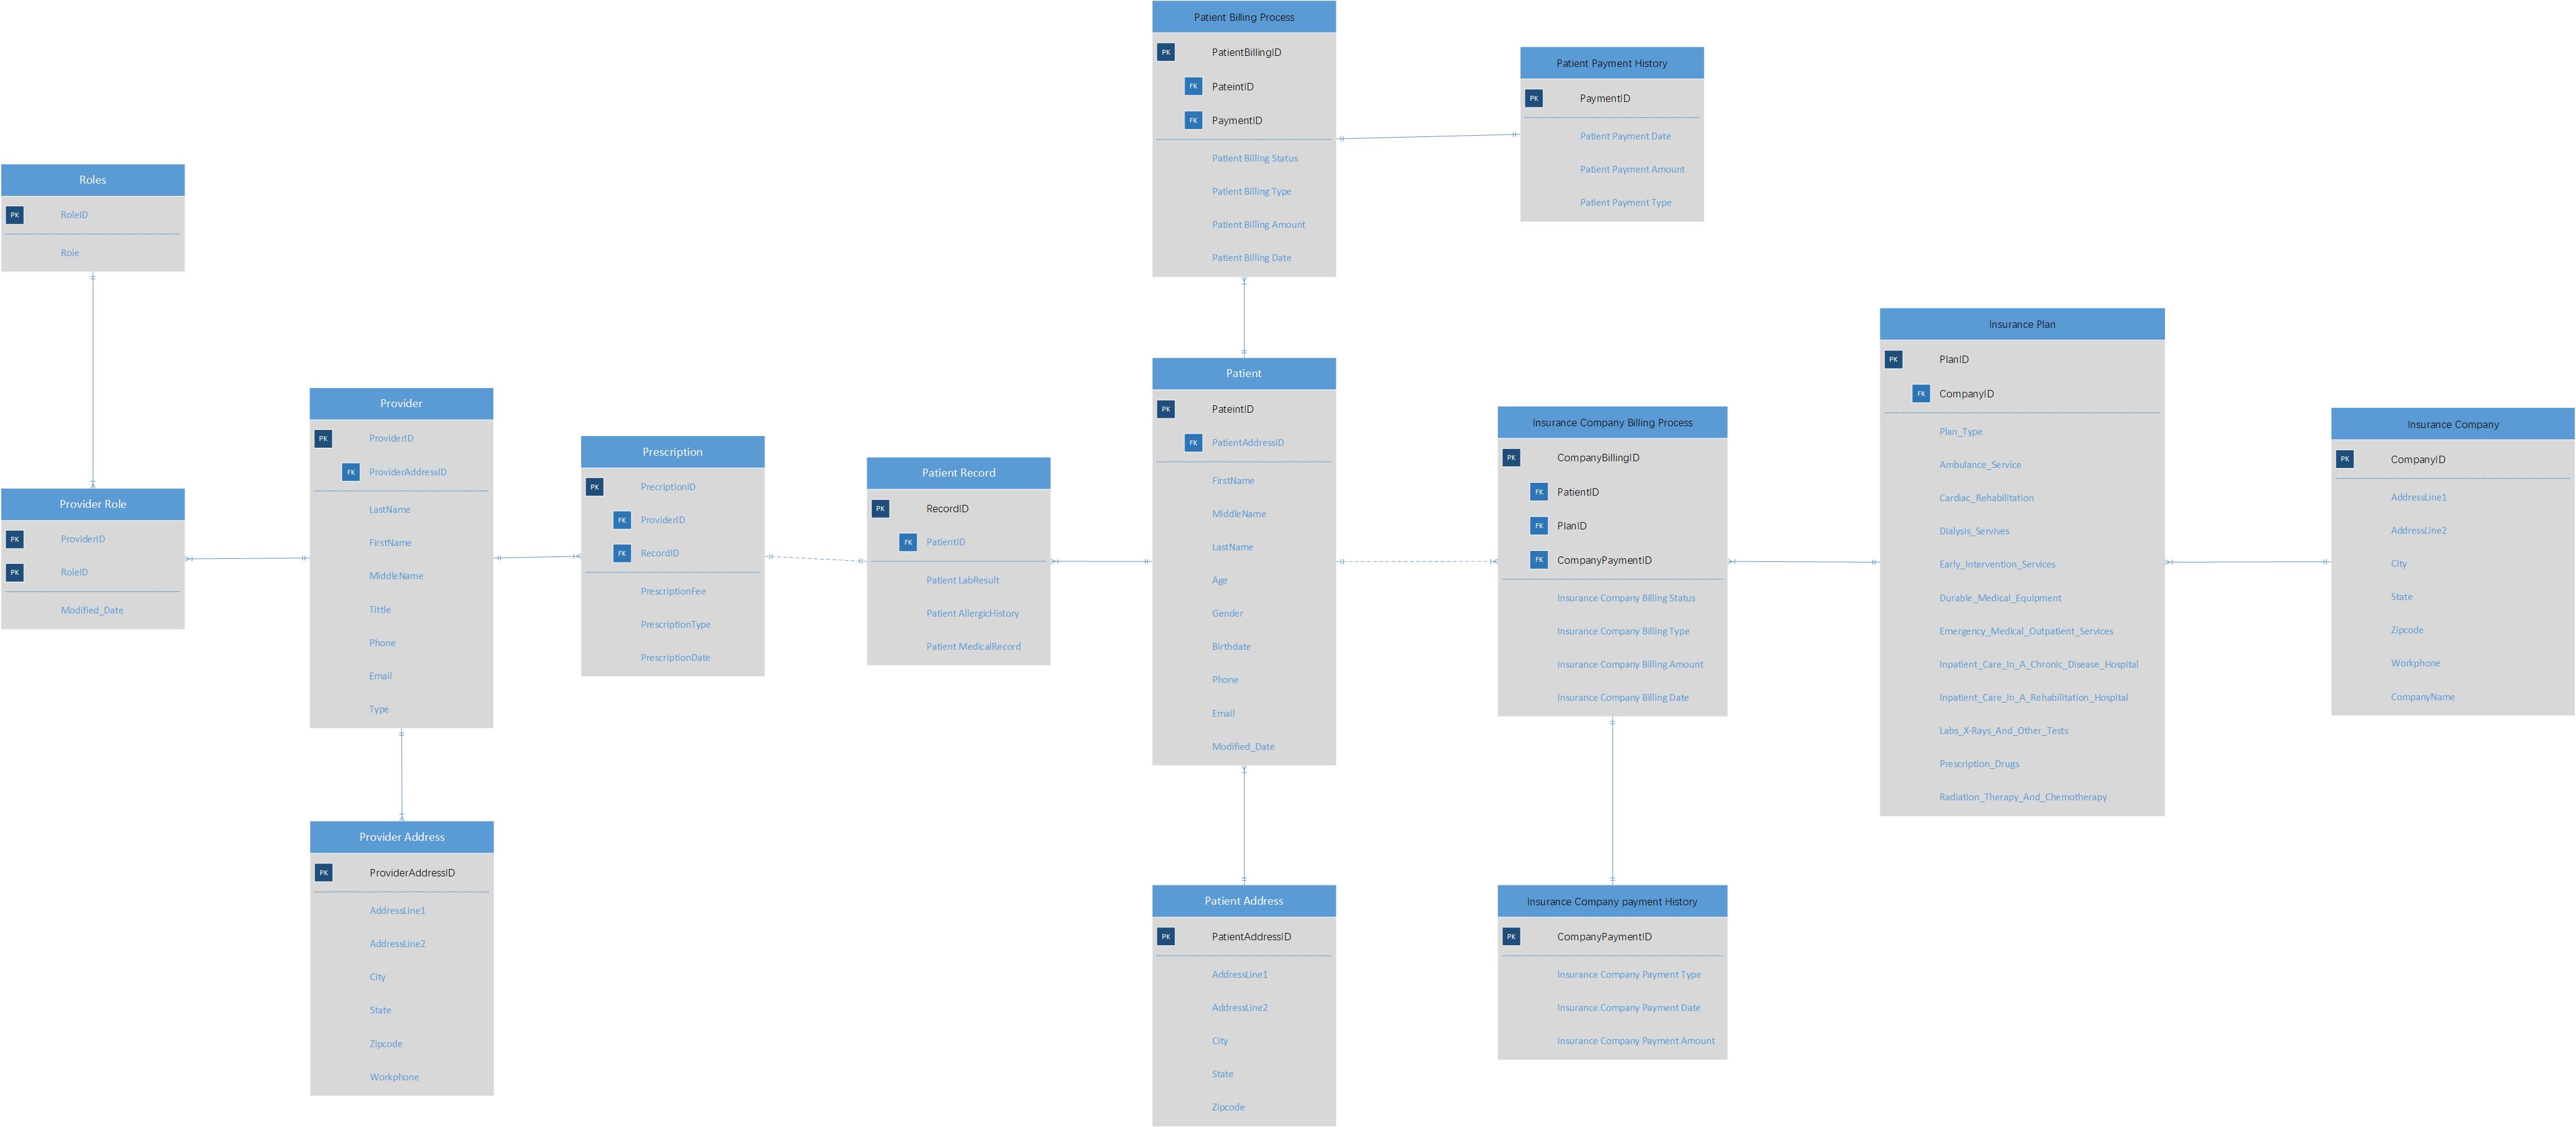 Patient Billing Process
PK PatientBillingID
FK PateintID
FK PaymentID
Patient Billing Status
Patient Billing Type
Patient Billing Amount
Patient Billing Date
Patient Payment History
PK PaymentID
Patient Payment Date
Patient Payment Amount
Patient Payment Type
Roles
PK RoleID
Role
Provider Role
PK ProviderID
PK RoleID
Modified_Date
Provider
PK ProviderID
FK ProviderAddressID
LastName
FirstName
MiddleName
Tittle
Phone
Email
Type
Provider Address
PK ProviderAddressID
AddressLine1
AddressLine2
City
State
Zipcode
Workphone
Prescription
PK PrecriptionID
FK ProviderID
FK RecordID
PrescriptionFee
PrescriptionType
PrescriptionDate
Patient Record
PK RecordID
FK PatientID
Patient LabResult
Patient AllergicHistory
Patient MedicalRecord
Patient
PK PateintID
FK PatientAddressID
FirstName
MiddleName
LastName
Age
Gender
Birthdate
Phone
Email
Modified_Date
Patient Address
PK PatientAddressID
AddressLine1
AddressLine2
City
State
Zipcode
Insurance Company Billing Process
PK CompanyBillingID
FK PatientID
FK PlanID
FK CompanyPaymentID
Insurance Company Billing Status
Insurance Company Billing Type
Insurance Company Billing Amount
Insurance Company Billing Date
Insurance Company payment History
PK CompanyPaymentID
Insurance Company Payment Type
Insurance Company Payment Date
Insurance Company Payment Amount
Insurance Plan
PK PlanID
FK CompanyID
Plan_Type
Ambulance_Service
Cardiac_Rehabilitation
Dialysis_Servives
Early_Intervention_Services
Durable_Medical_Equipment
Emergency_Medical_Outpatient_Services
Inpatient_Care_In_A_Chronic_Disease_Hospital
Inpatient_Care_In_A_Rehabilitation_Hospital
Labs_X-Rays_And_Other_Tests
Prescription_Drugs
Radiation_Therapy_And_Chemotherapy
Insurance Company
PK CompanyID
AddressLine1
AddressLine2
City
State
Zipcode
Workphone
CompanyName